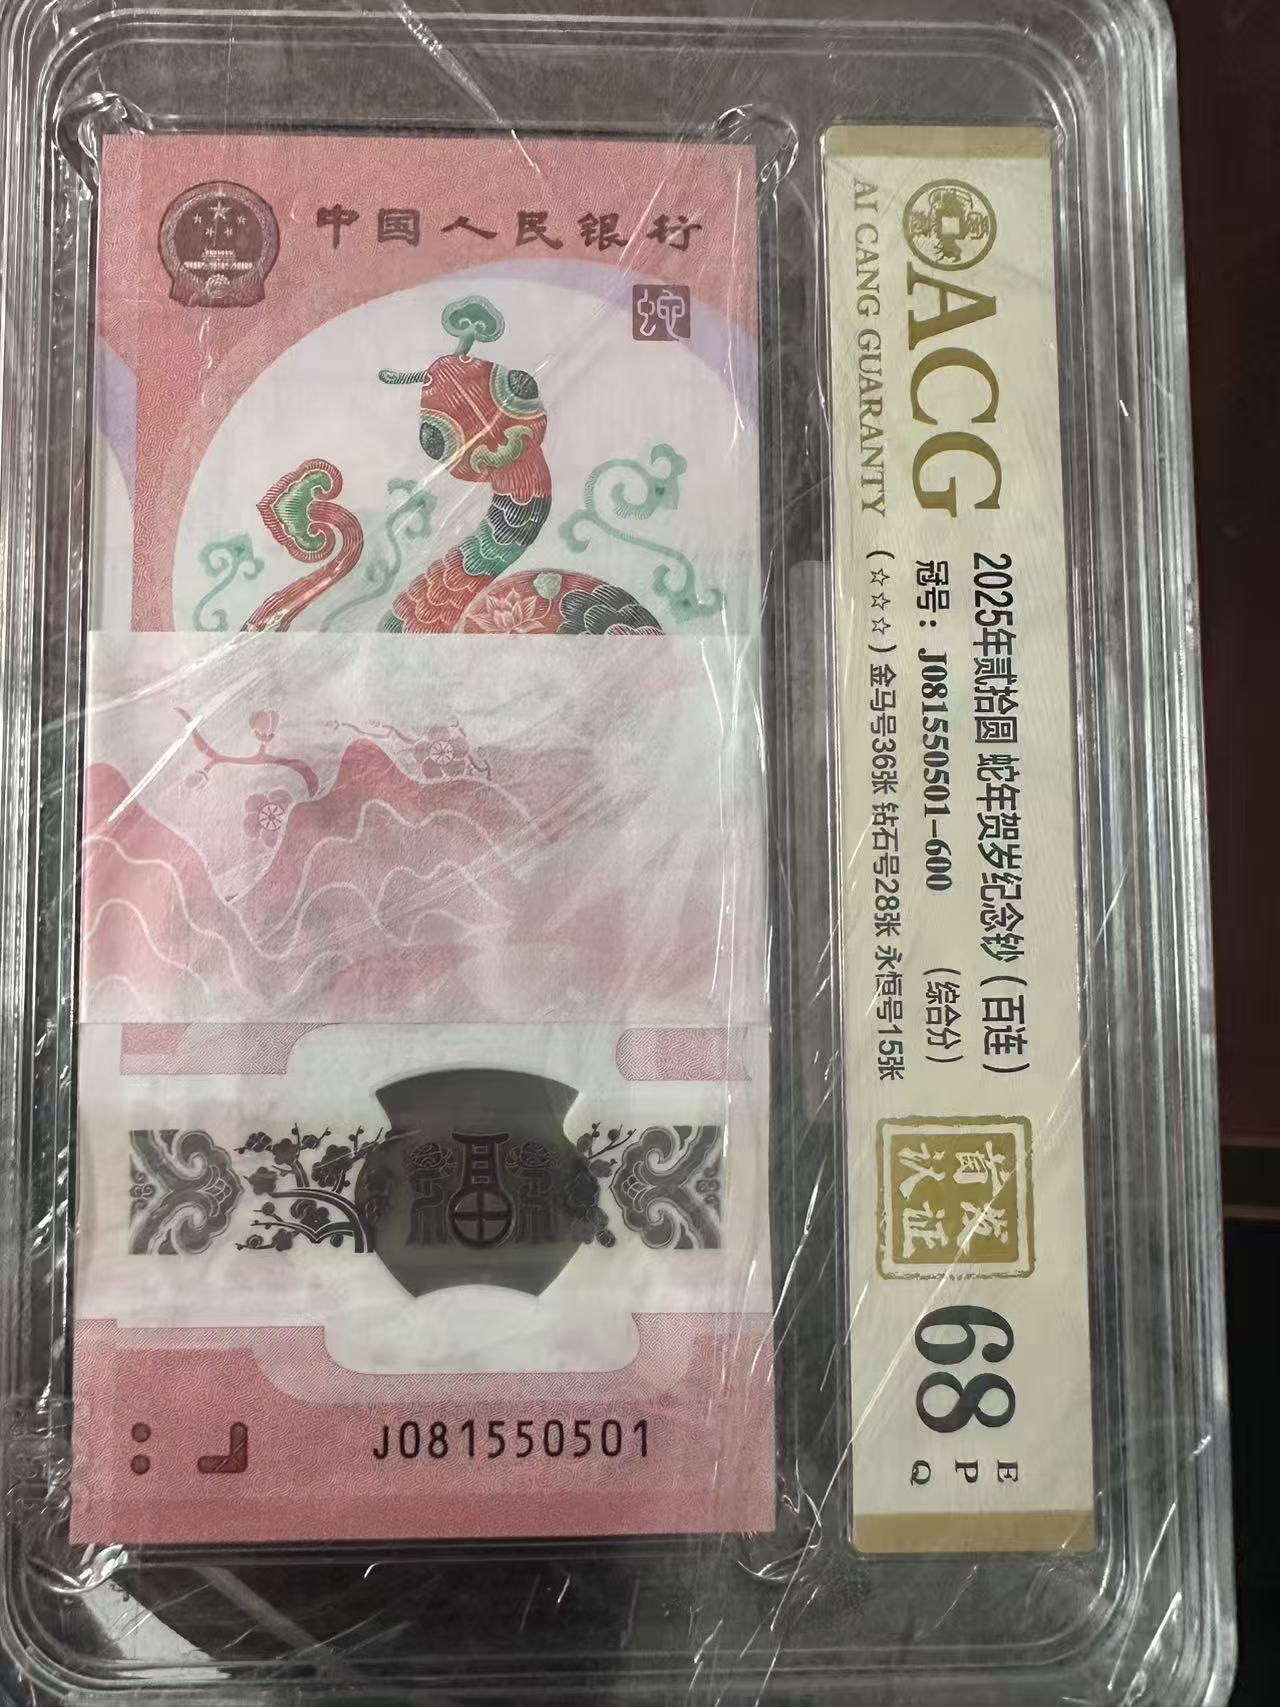 中国人民银行
蛇
J081550501
ACG
AI CANG GUARANTY
2025年贰拾圆 蛇年贺岁纪念钞（百连）
冠号：J081550501-600 （综合分）
(☆☆☆) 金马号36张 钻石号28张 永恒号15张
首发
认证
68
E
P
Q